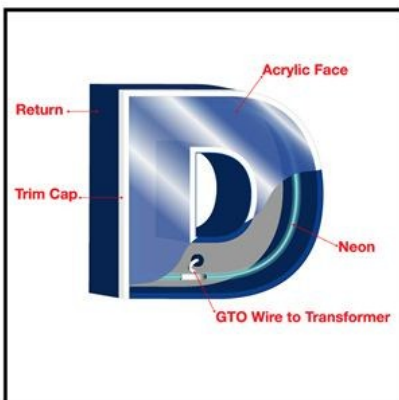 Acrylic Face
Return
Trim Cap
Neon
GTO Wire to Transformer
D